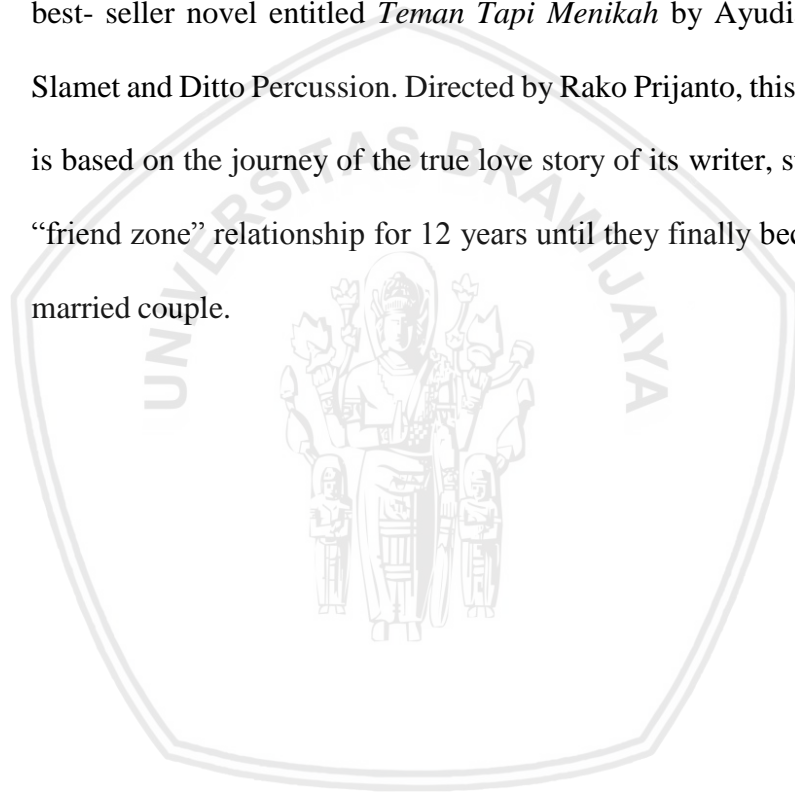 best- seller novel entitled Teman Tapi Menikah by Ayudi
Slamet and Ditto Percussion. Directed by Rako Prijanto, this
is based on the journey of the true love story of its writer, s
“friend zone” relationship for 12 years until they finally bec
married couple.
UNIVERSITAS BRAWIJAYA